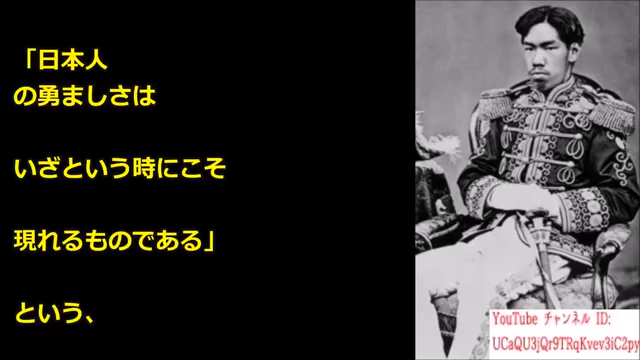 「日本人
の勇ましさは
いざという時にこそ
現れるものである」
という、
YouTube チャンネル ID:
UCaQU3jQr9TRqKvev3iC2py